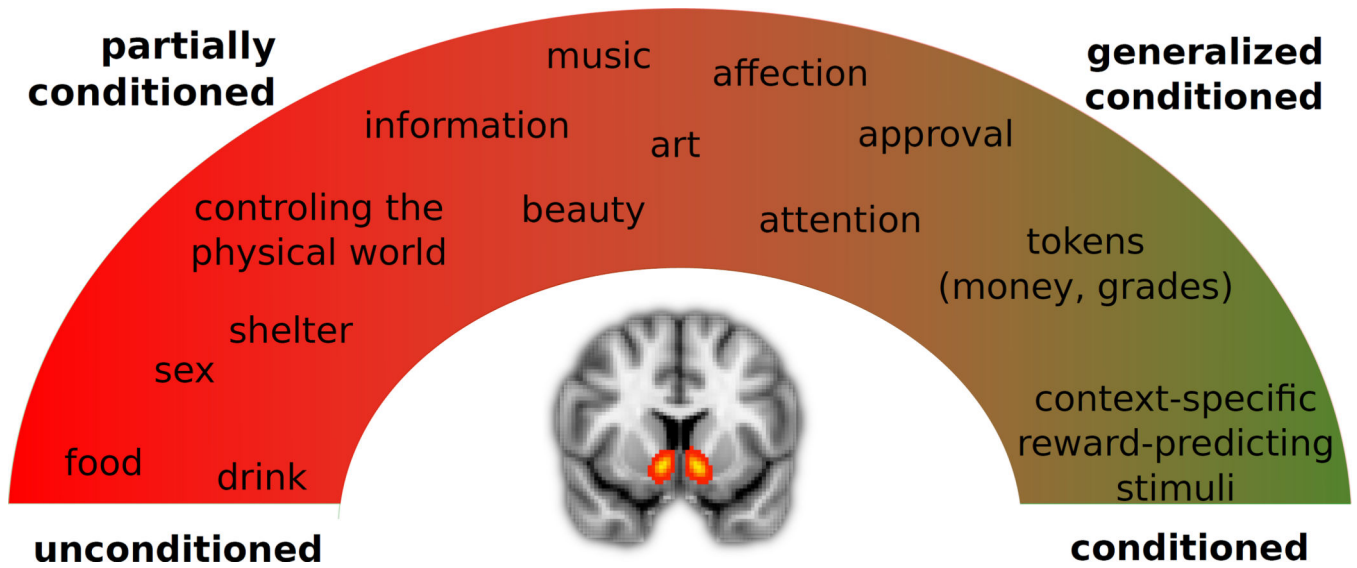 partially
conditioned
generalized
conditioned
music
affection
information
art
approval
controling the
physical world
beauty
attention
tokens
(money, grades)
shelter
sex
context-specific
reward-predicting
stimuli
food
drink
unconditioned
conditioned